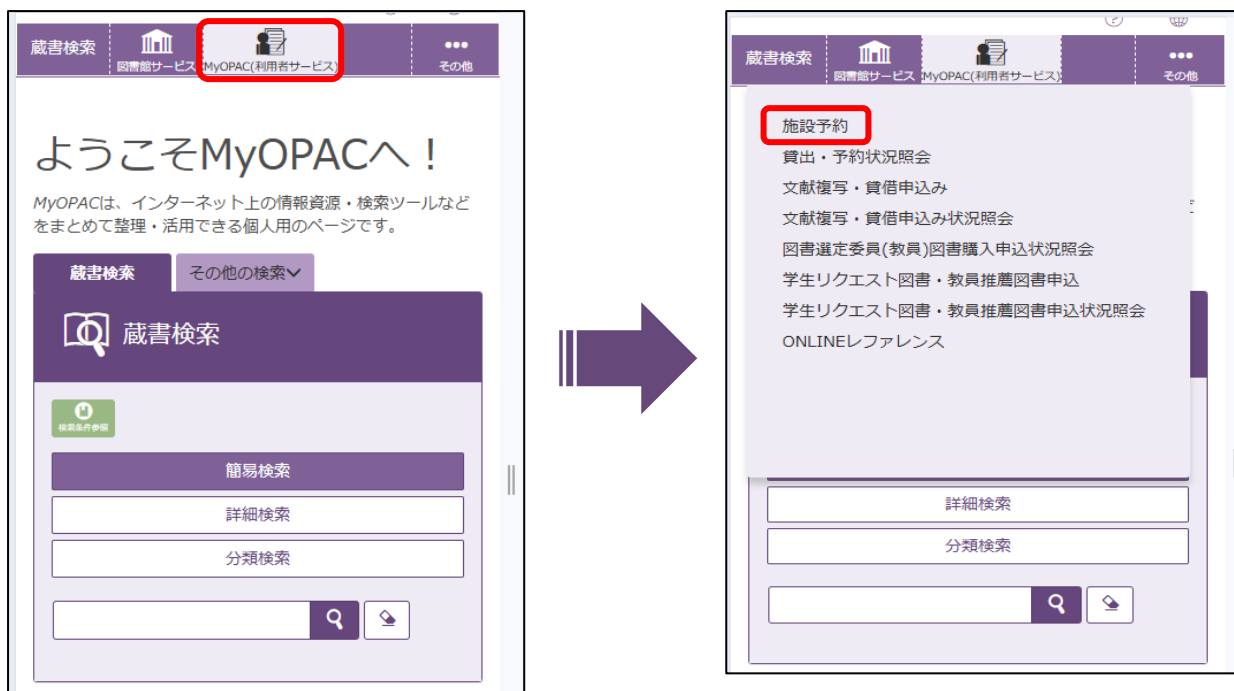 蔵書検索
図書館サービス
MyOPAC(利用者サービス)
その他
ようこそMyOPACへ！
MyOPACは、インターネット上の情報資源・検索ツールなど
をまとめて整理・活用できる個人用のページです。
蔵書検索
その他の検索
蔵書検索
検索条件参照
簡易検索
詳細検索
分類検索
蔵書検索
図書館サービス
MyOPAC(利用者サービス)
その他
施設予約
貸出・予約状況照会
文献複写・貸借申込み
文献複写・貸借申込み状況照会
図書選定委員(教員)図書購入申込状況照会
学生リクエスト図書・教員推薦図書申込
学生リクエスト図書・教員推薦図書申込状況照会
ONLINEレファレンス
詳細検索
分類検索